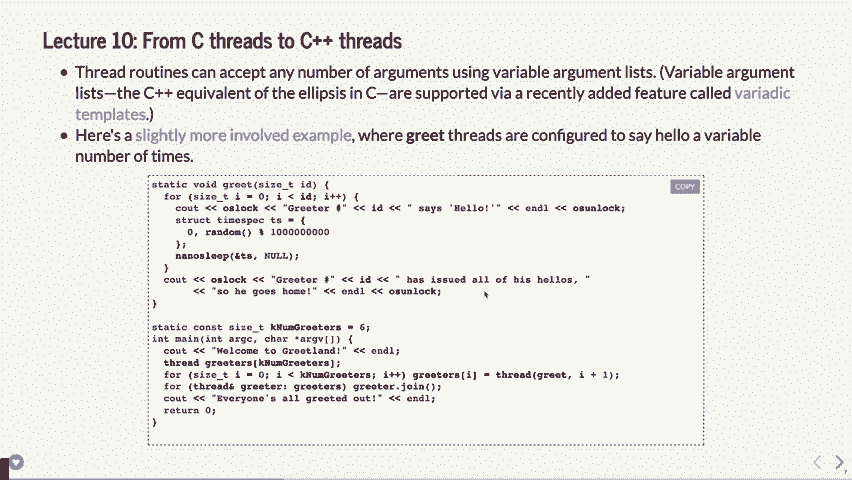 Lecture 10: From C threads to C++ threads
• Thread routines can accept any number of arguments using variable argument lists. (Variable argument
lists—the C++ equivalent of the ellipsis in C—are supported via a recently added feature called variadic
templates.)
• Here's a slightly more involved example, where greet threads are configured to say hello a variable
number of times.
COPY
static void greet(size_t id) {
  for (size_t i = 0; i < id; i++) {
    cout << oslock << "Greeter #" << id << " says 'Hello!'" << endl << osunlock;
    struct timespec ts = {
      0, random() % 1000000000
    };
    nanosleep(&ts, NULL);
  }
  cout << oslock << "Greeter #" << id << " has issued all of his hellos, "
       << "so he goes home!" << endl << osunlock;
}

static const size_t kNumGreeters = 6;
int main(int argc, char *argv[]) {
  cout << "Welcome to Greetland!" << endl;
  thread greeters[kNumGreeters];
  for (size_t i = 0; i < kNumGreeters; i++) greeters[i] = thread(greet, i + 1);
  for (thread& greeter: greeters) greeter.join();
  cout << "Everyone's all greeted out!" << endl;
  return 0;
}